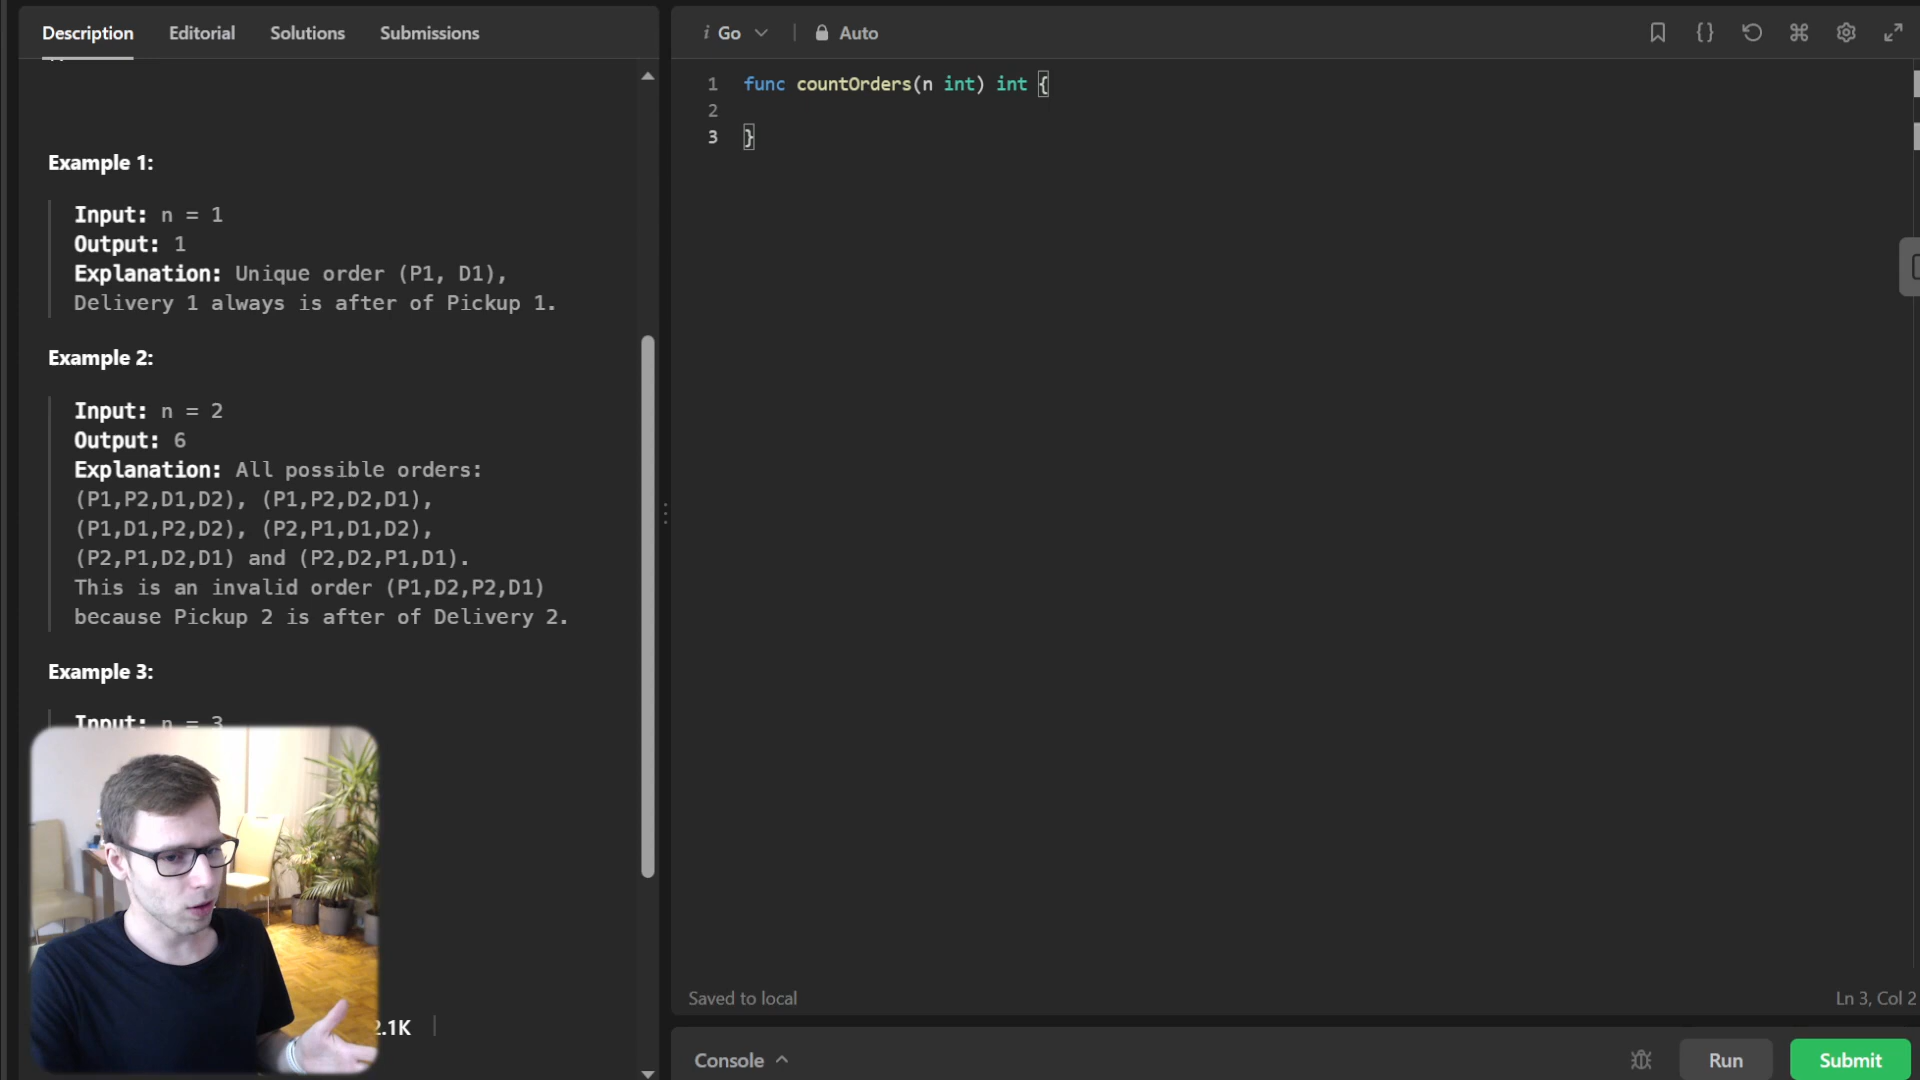 Description Editorial Solutions Submissions
Example 1:
Input: n = 1
Output: 1
Explanation: Unique order (P1, D1),
Delivery 1 always is after of Pickup 1.
Example 2:
Input: n = 2
Output: 6
Explanation: All possible orders:
(P1,P2,D1,D2), (P1,P2,D2,D1),
(P1,D1,P2,D2), (P2,P1,D1,D2),
(P2,P1,D2,D1) and (P2,D2,P1,D1).
This is an invalid order (P1,D2,P2,D1)
because Pickup 2 is after of Delivery 2.
Example 3:
Input: n = 3
2.1K
i Go Auto
1 func countOrders(n int) int {
2
3 }
Saved to local
Ln 3, Col 2
Console
Run
Submit